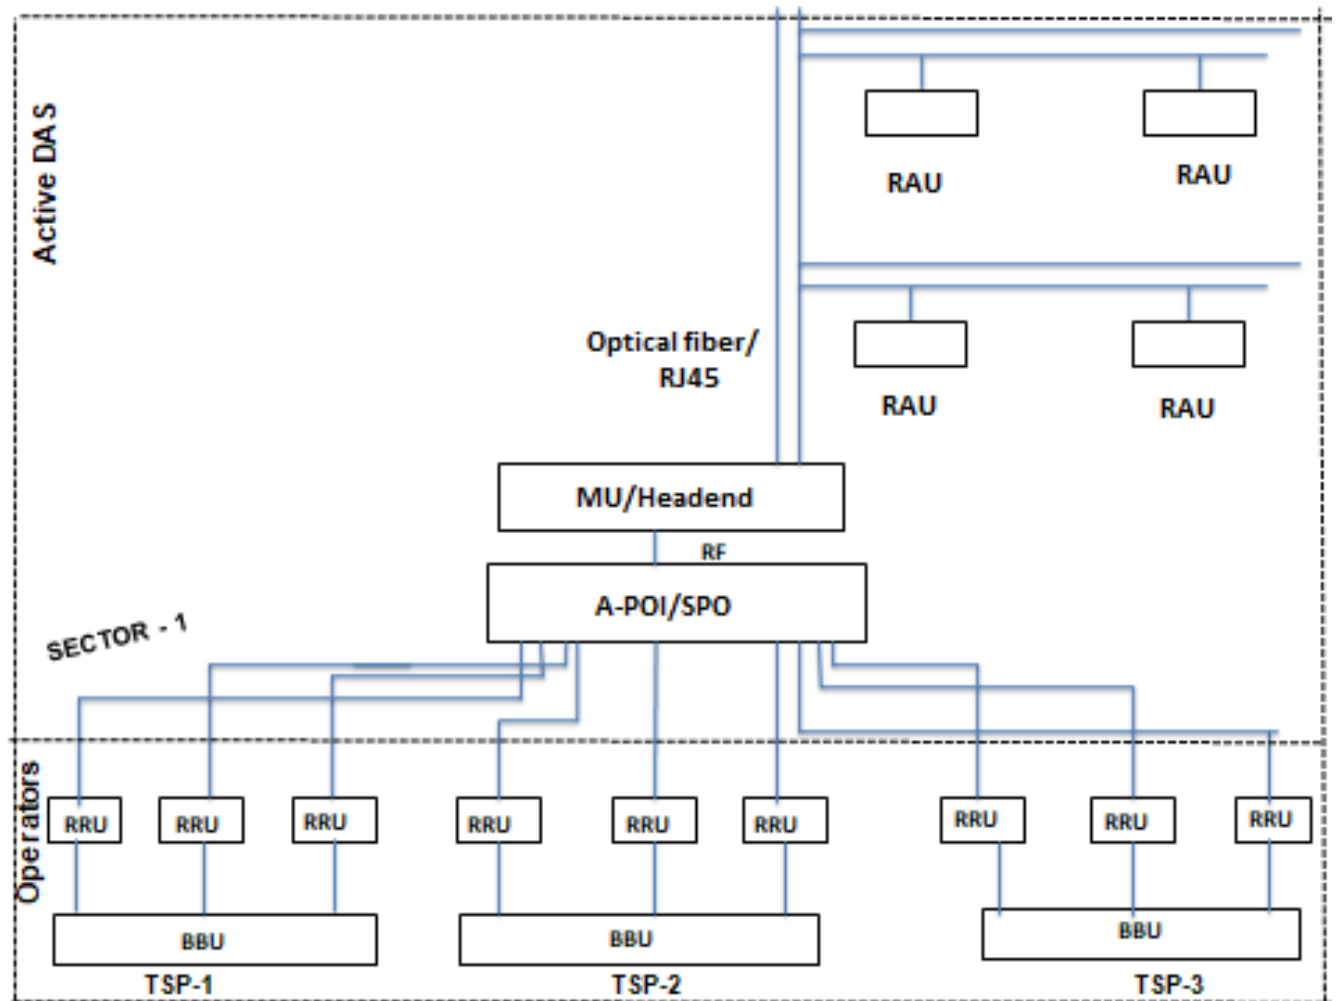 Active DAS
RAU
RAU
Optical fiber/
RJ45
RAU
RAU
MU/Headend
RF
A-POI/SPO
SECTOR - 1
Operators
RRU
RRU
RRU
RRU
RRU
RRU
RRU
RRU
RRU
BBU
BBU
BBU
TSP-1
TSP-2
TSP-3